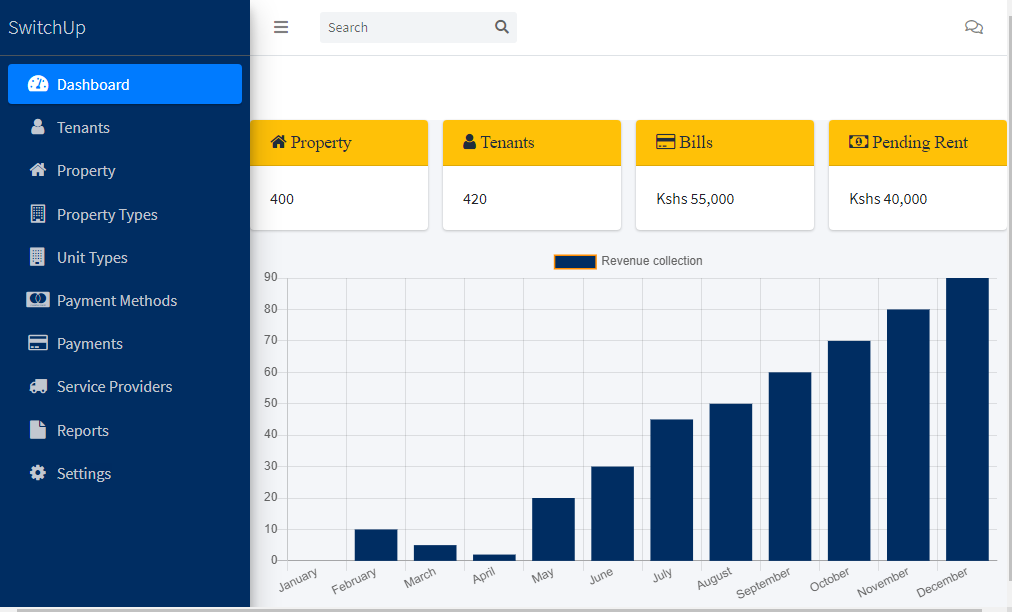 SwitchUp
Search
Dashboard
Tenants
Property
Property Types
Unit Types
Payment Methods
Payments
Service Providers
Reports
Settings
Property
400
Tenants
420
Bills
Kshs 55,000
Pending Rent
Kshs 40,000
Revenue collection
90
80
70
60
50
40
30
20
10
0
January
February
March
April
May
June
July
August
September
October
November
December